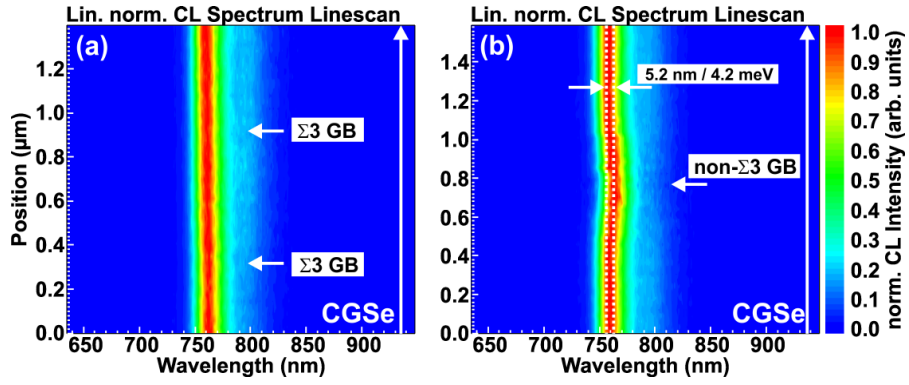 Lin. norm. CL Spectrum Linescan
(a)
Position (µm)
1.2
1.0
0.8
0.6
0.4
0.2
0.0
Σ3 GB
Σ3 GB
CGSe
650 700 750 800 850 900
Wavelength (nm)
Lin. norm. CL Spectrum Linescan
(b)
1.4
1.2
1.0
0.8
0.6
0.4
0.2
0.0
5.2 nm / 4.2 meV
non-Σ3 GB
CGSe
650 700 750 800 850 900
Wavelength (nm)
1.0
0.9
0.8
0.7
0.6
0.5
0.4
0.3
0.2
0.1
0
norm. CL Intensity (arb. units)